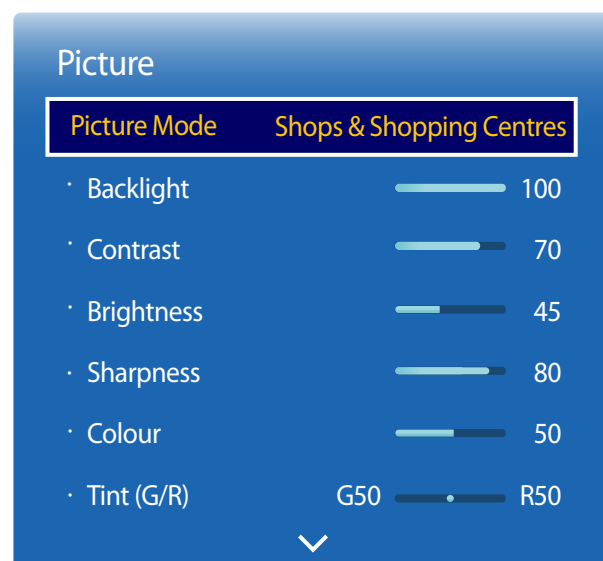 Picture
Picture Mode Shops & Shopping Centres
· Backlight 100
· Contrast 70
· Brightness 45
· Sharpness 80
· Colour 50
· Tint (G/R) G50 R50